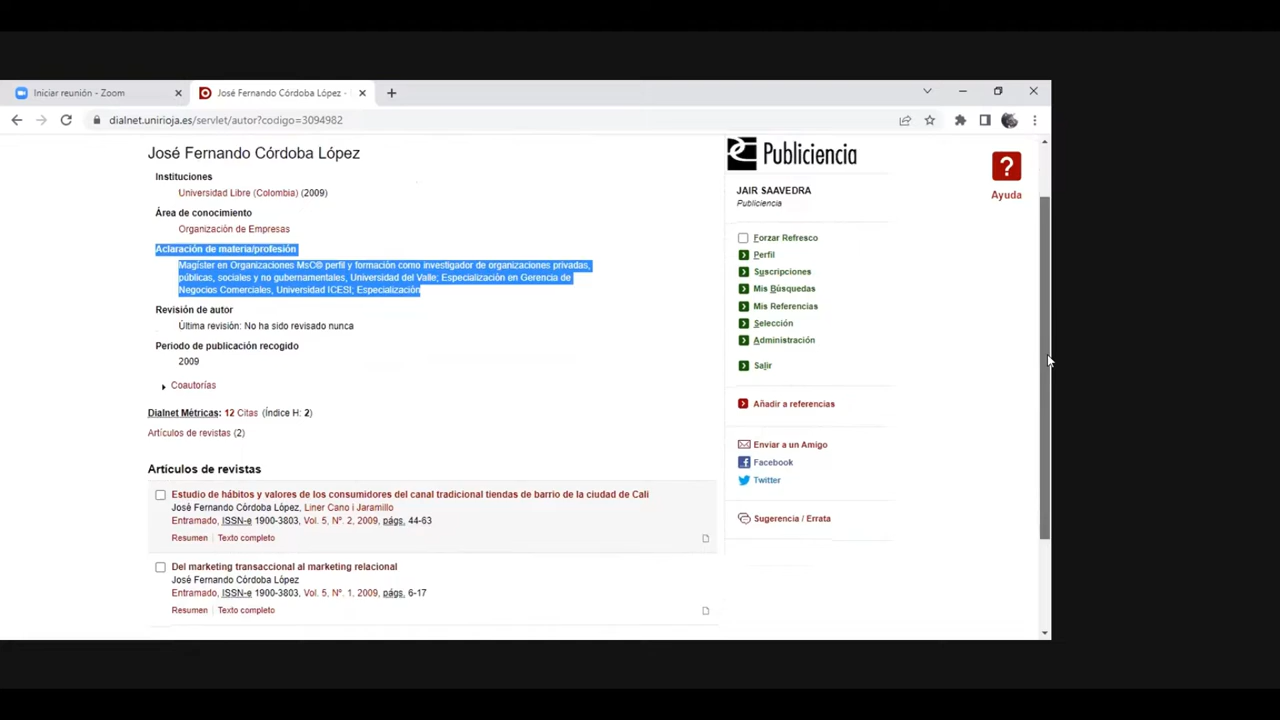 Iniciar reunión - Zoom
José Fernando Córdoba López -
dialnet.unirioja.es/servlet/autor?codigo=3094982
José Fernando Córdoba López
Instituciones
Universidad Libre (Colombia) (2009)
Área de conocimiento
Organización de Empresas
Aclaración de materia/profesión
Magíster en Organizaciones MsC© perfil y formación como investigador de organizaciones privadas,
públicas, sociales y no gubernamentales, Universidad del Valle; Especialización en Gerencia de
Negocios Comerciales, Universidad ICESI; Especialización
Revisión de autor
Última revisión: No ha sido revisado nunca
Periodo de publicación recogido
2009
Coautorías
Dialnet Métricas: 12 Citas (Índice H: 2)
Artículos de revistas (2)
Artículos de revistas
Estudio de hábitos y valores de los consumidores del canal tradicional tiendas de barrio de la ciudad de Cali
José Fernando Córdoba López, Liner Cano i Jaramillo
Entramado, ISSN-e 1900-3803, Vol. 5, Nº. 2, 2009, págs. 44-63
Resumen Texto completo
Del marketing transaccional al marketing relacional
José Fernando Córdoba López
Entramado, ISSN-e 1900-3803, Vol. 5, Nº. 1, 2009, págs. 6-17
Resumen Texto completo
Publiciencia
JAIR SAAVEDRA
Publiciencia
Forzar Refresco
Perfil
Suscripciones
Mis Búsquedas
Mis Referencias
Selección
Administración
Salir
Añadir a referencias
Enviar a un Amigo
Facebook
Twitter
Sugerencia / Errata
?
Ayuda